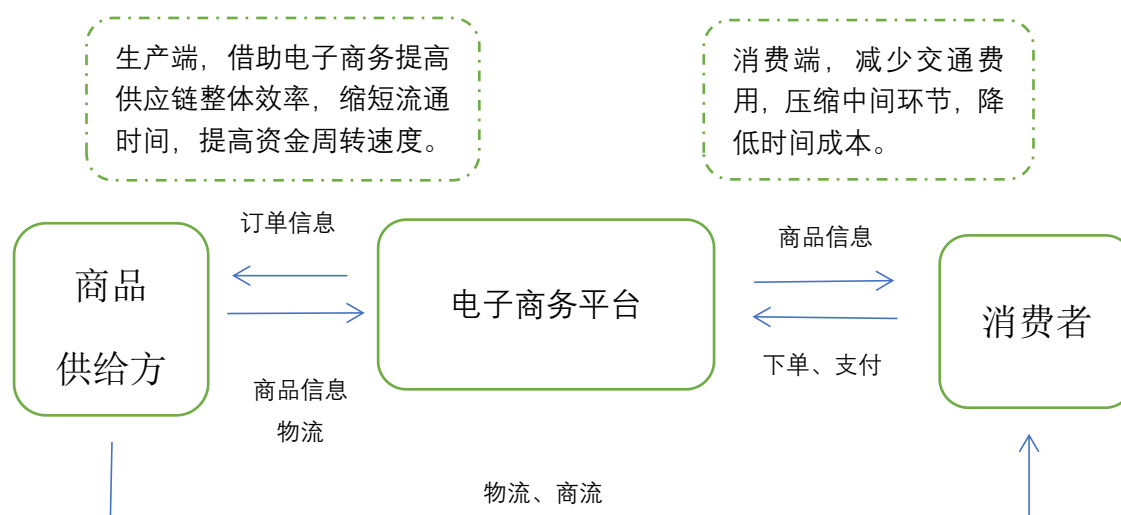 生产端，借助电子商务提高
供应链整体效率，缩短流通
时间，提高资金周转速度。
消费端，减少交通费
用，压缩中间环节，降
低时间成本。
订单信息
商品信息
商品
供给方
电子商务平台
消费者
下单、支付
商品信息
物流
物流、商流